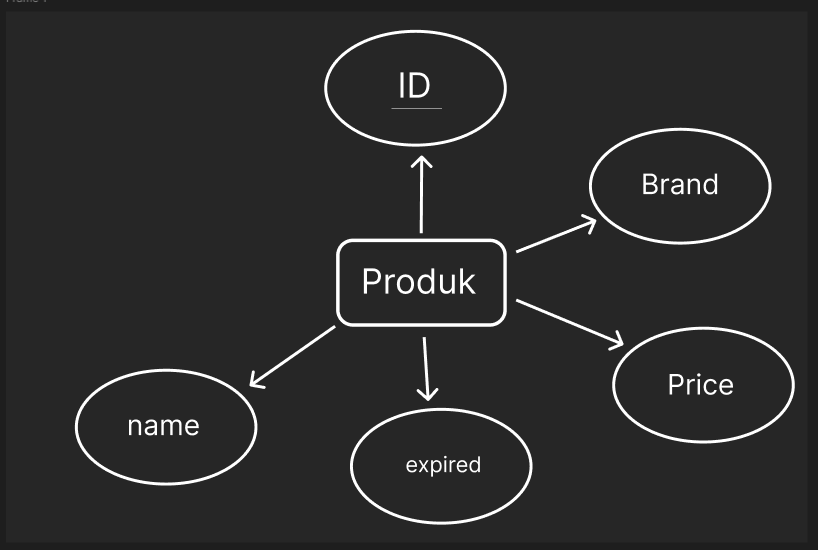 ID
Brand
Produk
Price
name
expired